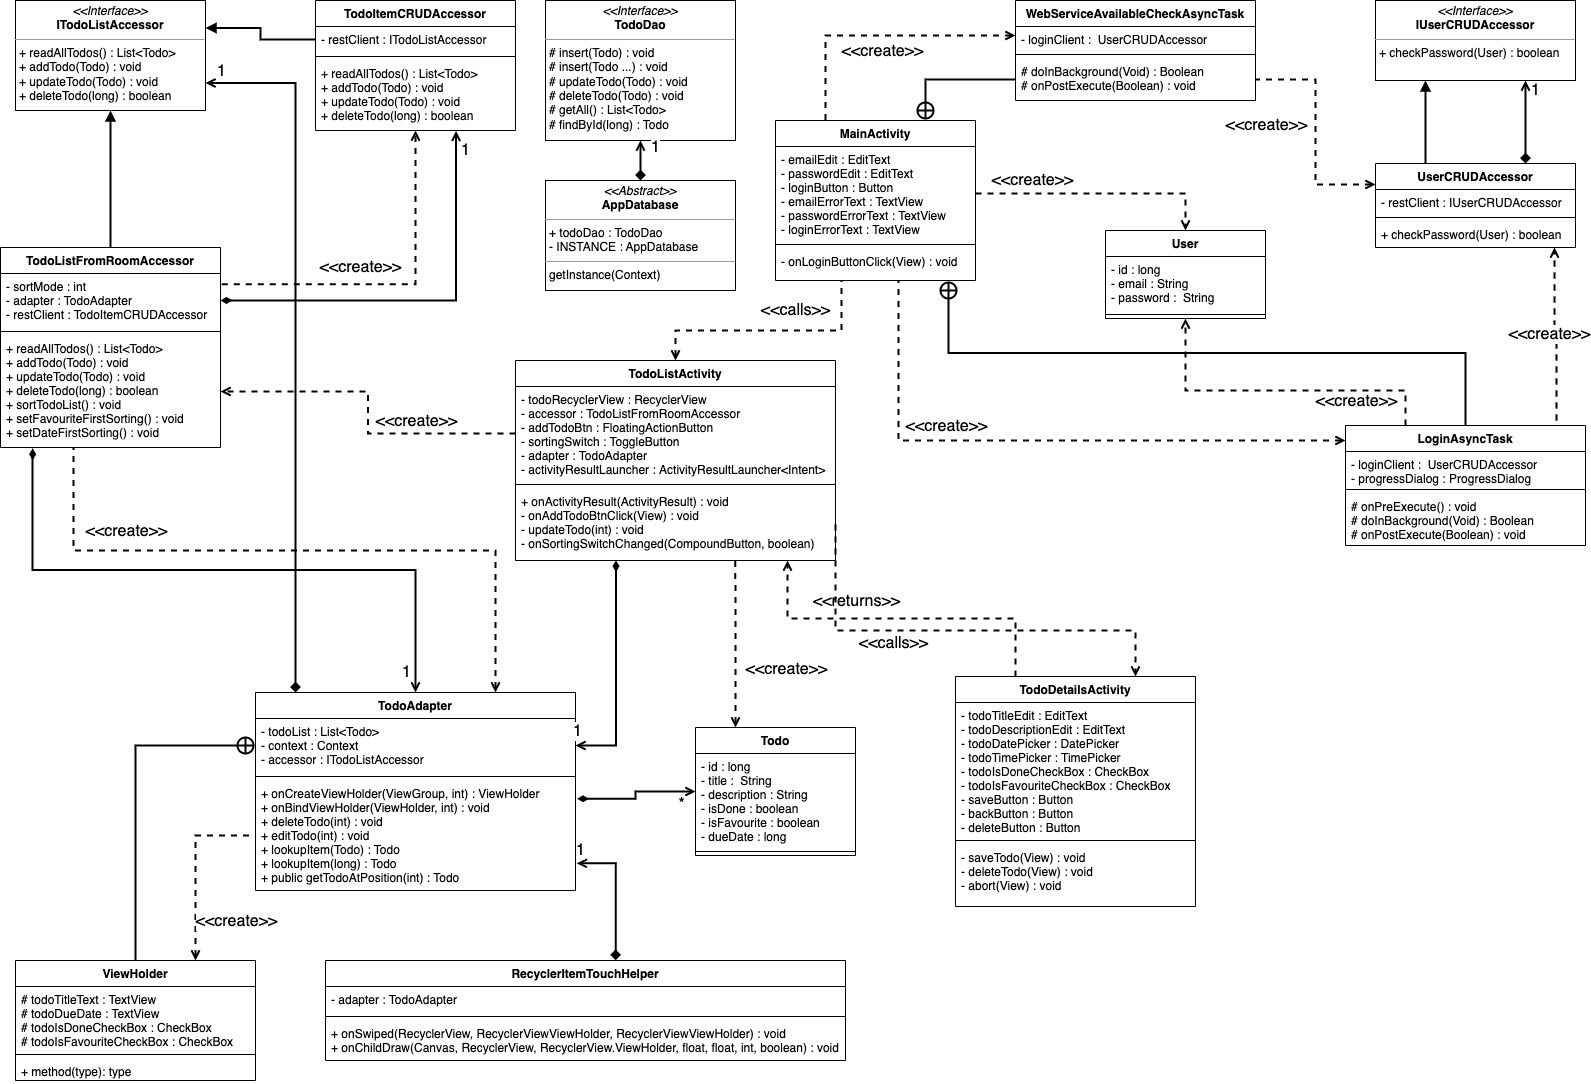 <<Interface>>
ITodoListAccessor
+ readAllTodos() : List<Todo>
+ addTodo(Todo) : void
+ updateTodo(Todo) : void
+ deleteTodo(long) : boolean
1
TodoItemCRUDAccessor
- restClient : ITodoListAccessor
+ readAllTodos() : List<Todo>
+ addTodo(Todo) : void
+ updateTodo(Todo) : void
+ deleteTodo(long) : boolean
1
<<Interface>>
TodoDao
# insert(Todo) : void
# insert(Todo ...) : void
# updateTodo(Todo) : void
# deleteTodo(Todo) : void
# getAll() : List<Todo>
# findById(long) : Todo
1
<<Abstract>>
AppDatabase
+ todoDao : TodoDao
- INSTANCE : AppDatabase
getInstance(Context)
WebServiceAvailableCheckAsyncTask
- loginClient : UserCRUDAccessor
# doInBackground(Void) : Boolean
# onPostExecute(Boolean) : void
<<create>>
<<create>>
<<Interface>>
IUserCRUDAccessor
+ checkPassword(User) : boolean
1
UserCRUDAccessor
- restClient : IUserCRUDAccessor
+ checkPassword(User) : boolean
MainActivity
- emailEdit : EditText
- passwordEdit : EditText
- loginButton : Button
- emailErrorText : TextView
- passwordErrorText : TextView
- loginErrorText : TextView
- onLoginButtonClick(View) : void
<<create>>
User
- id : long
- email : String
- password : String
TodoListFromRoomAccessor
- sortMode : int
- adapter : TodoAdapter
- restClient : TodoItemCRUDAccessor
+ readAllTodos() : List<Todo>
+ addTodo(Todo) : void
+ updateTodo(Todo) : void
+ deleteTodo(long) : boolean
+ sortTodoList() : void
+ setFavouriteFirstSorting() : void
+ setDateFirstSorting() : void
<<create>>
<<calls>>
<<create>>
TodoListActivity
- todoRecyclerView : RecyclerView
- accessor : TodoListFromRoomAccessor
- addTodoBtn : FloatingActionButton
- sortingSwitch : ToggleButton
- adapter : TodoAdapter
- activityResultLauncher : ActivityResultLauncher<Intent>
+ onActivityResult(ActivityResult) : void
- onAddTodoBtnClick(View) : void
- updateTodo(int) : void
- onSortingSwitchChanged(CompoundButton, boolean)
<<create>>
<<create>>
<<create>>
LoginAsyncTask
- loginClient : UserCRUDAccessor
- progressDialog : ProgressDialog
# onPreExecute() : void
# doInBackground(Void) : Boolean
# onPostExecute(Boolean) : void
<<create>>
<<returns>>
<<calls>>
<<create>>
1
TodoAdapter
- todoList : List<Todo>
- context : Context
- accessor : ITodoListAccessor
+ onCreateViewHolder(ViewGroup, int) : ViewHolder
+ onBindViewHolder(ViewHolder, int) : void
+ deleteTodo(int) : void
+ editTodo(int) : void
+ lookupItem(Todo) : Todo
+ lookupItem(long) : Todo
+ public getTodoAtPosition(int) : Todo
1
*
1
Todo
- id : long
- title : String
- description : String
- isDone : boolean
- isFavourite : boolean
- dueDate : long
TodoDetailsActivity
- todoTitleEdit : EditText
- todoDescriptionEdit : EditText
- todoDatePicker : DatePicker
- todoTimePicker : TimePicker
- todoIsDoneCheckBox : CheckBox
- todoIsFavouriteCheckBox : CheckBox
- saveButton : Button
- backButton : Button
- deleteButton : Button
- saveTodo(View) : void
- deleteTodo(View) : void
- abort(View) : void
<<create>>
ViewHolder
# todoTitleText : TextView
# todoDueDate : TextView
# todoIsDoneCheckBox : CheckBox
# todoIsFavouriteCheckBox : CheckBox
+ method(type): type
RecyclerItemTouchHelper
- adapter : TodoAdapter
+ onSwiped(RecyclerView, RecyclerViewViewHolder, RecyclerViewViewHolder) : void
+ onChildDraw(Canvas, RecyclerView, RecyclerView.ViewHolder, float, float, int, boolean) : void